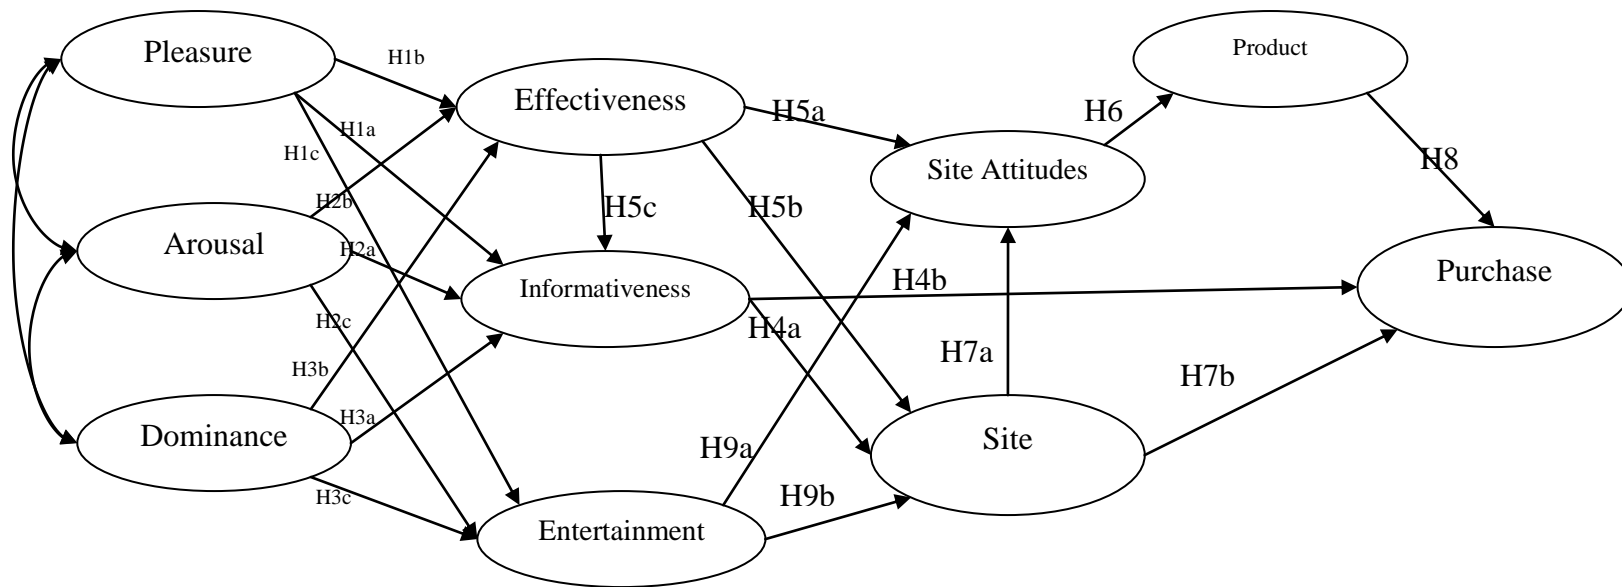 Pleasure
H1b
Product
Effectiveness
H5a
H6
H1a
H1c
Site Attitudes
H8
H2b
H5c
H5b
Arousal
H2a
Informativeness
H4b
Purchase
H2c
H4a
H7a
H3b
H7b
Dominance
H3a
H9a
Site
H3c
H9b
Entertainment